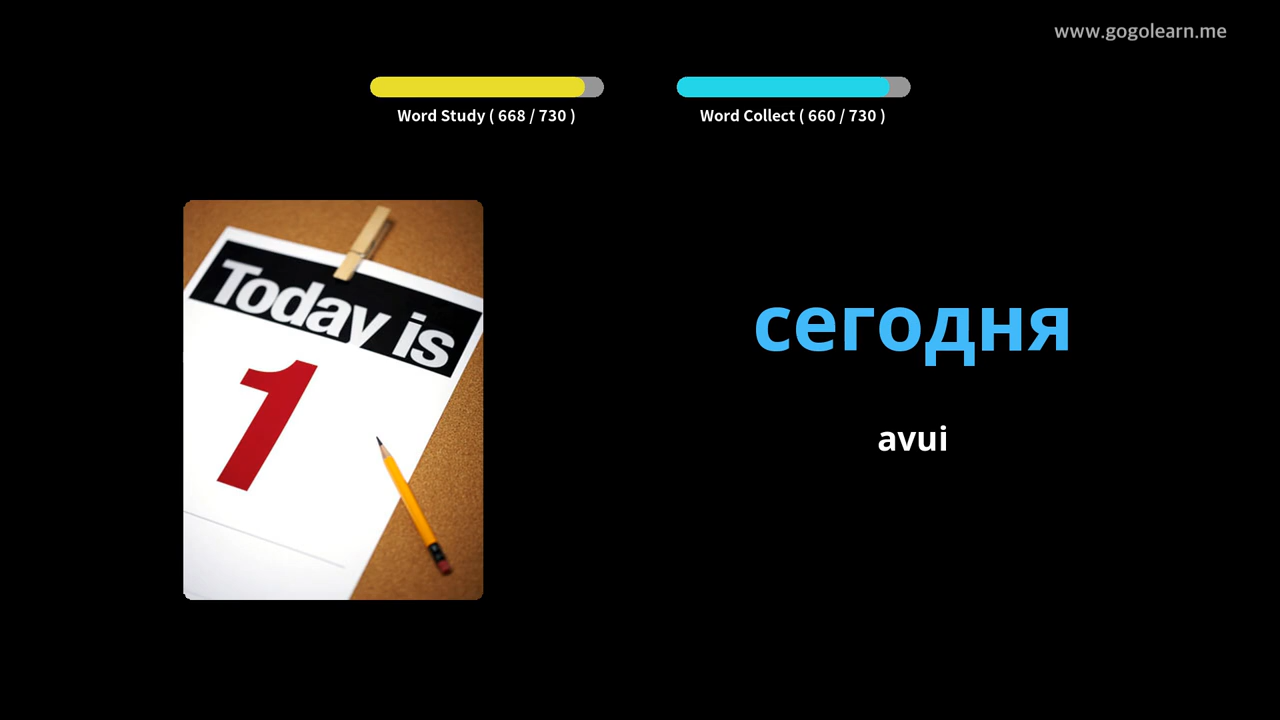 www.gogolearn.me
Word Study ( 668 / 730 )
Word Collect ( 660 / 730 )
Today is
1
сегодня
avui